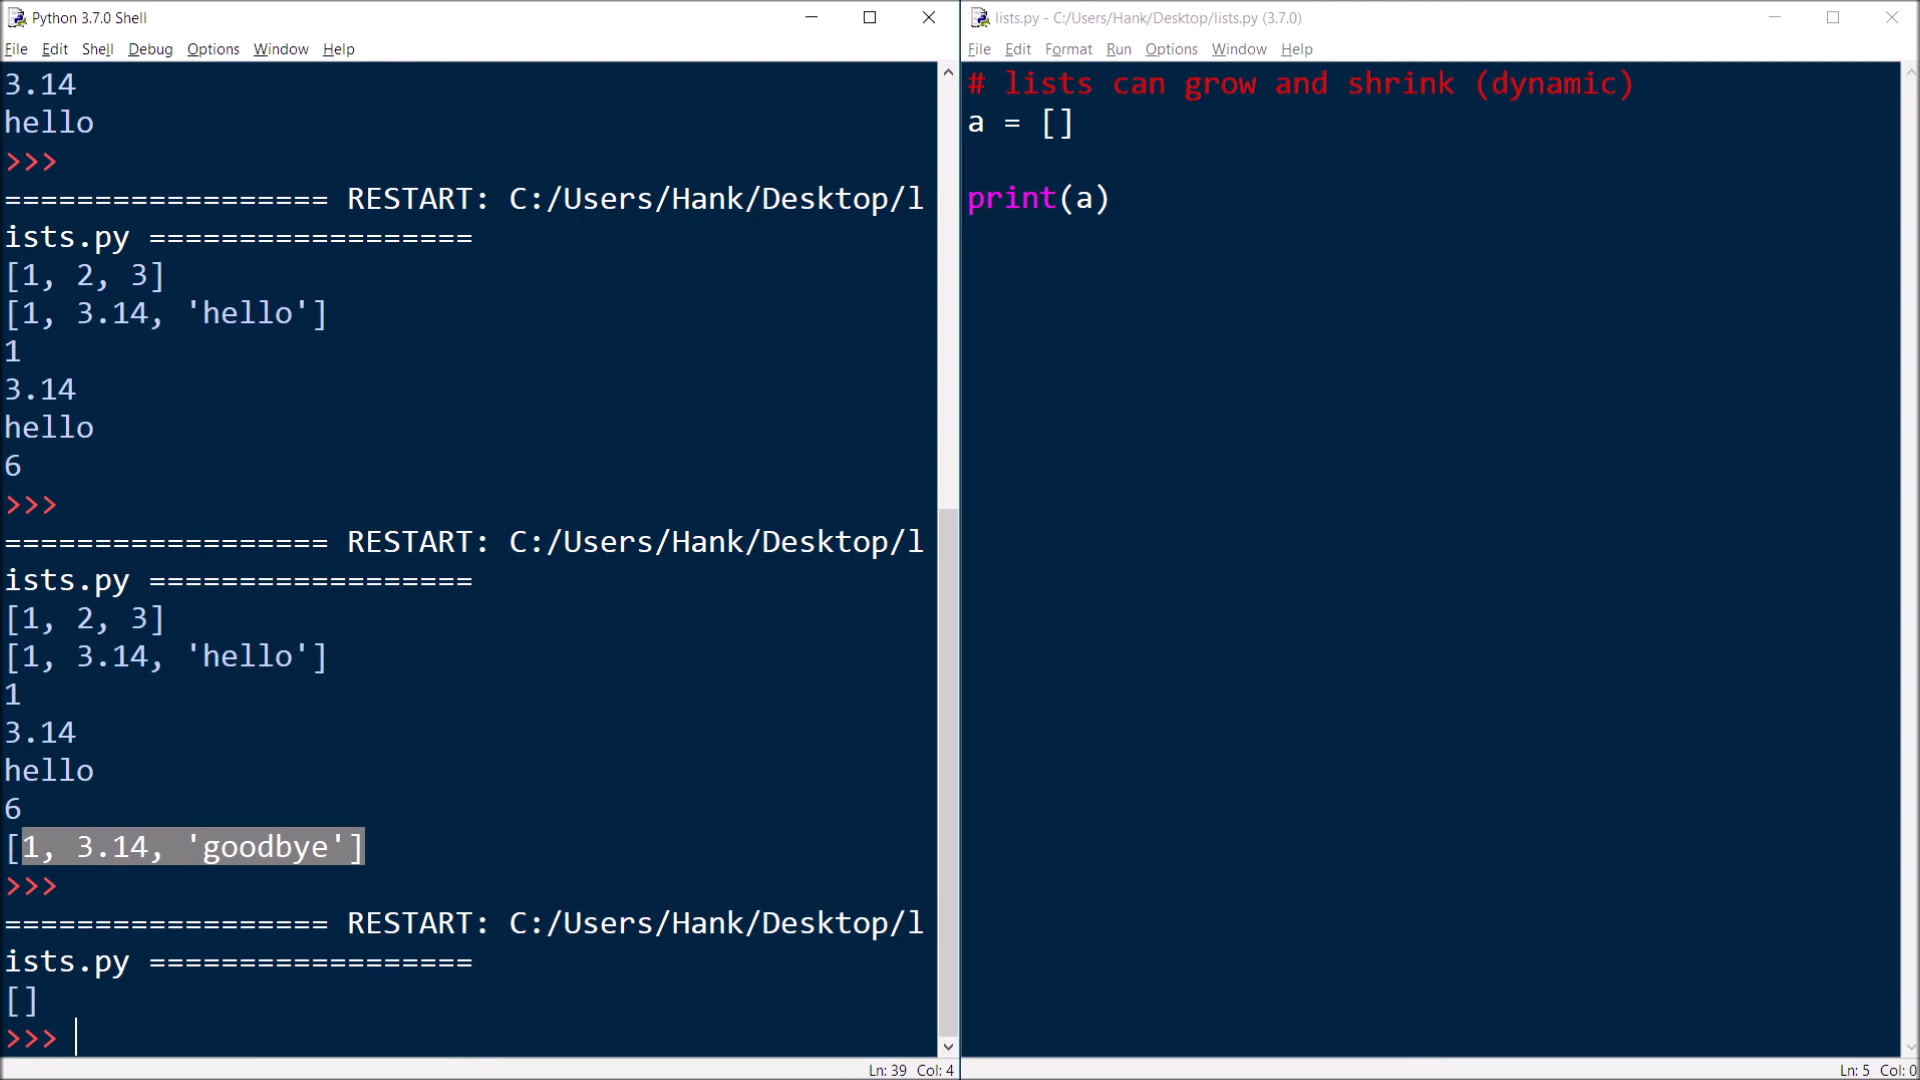 Python 3.7.0 Shell
File Edit Shell Debug Options Window Help
3.14
hello
>>>
================== RESTART: C:/Users/Hank/Desktop/l
ists.py ==================
[1, 2, 3]
[1, 3.14, 'hello']
1
3.14
hello
6
>>>
================== RESTART: C:/Users/Hank/Desktop/l
ists.py ==================
[1, 2, 3]
[1, 3.14, 'hello']
1
3.14
hello
6
[1, 3.14, 'goodbye']
>>>
================== RESTART: C:/Users/Hank/Desktop/l
ists.py ==================
[]
>>>
Ln: 39 Col: 4
lists.py - C:/Users/Hank/Desktop/lists.py (3.7.0)
File Edit Format Run Options Window Help
# lists can grow and shrink (dynamic)
a = []
print(a)
Ln: 5 Col: 0